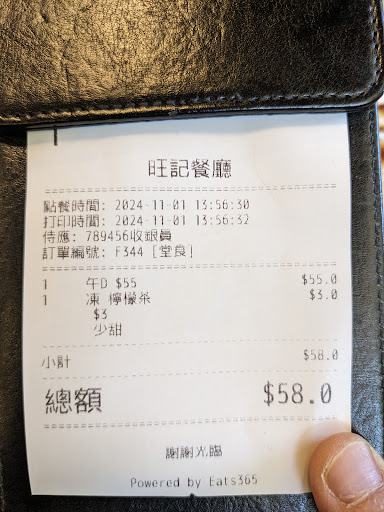 旺記餐廳
點餐時間: 2024-11-01 13:56:30
打印時間: 2024-11-01 13:56:32
侍應: 789456收銀員
訂單編號: F344 [堂食]
1 午D $55 $55.0
1 凍 檸檬茶 $3.0
$3
少甜
小計 $58.0
總額 $58.0
謝謝光臨
Powered by Eats365